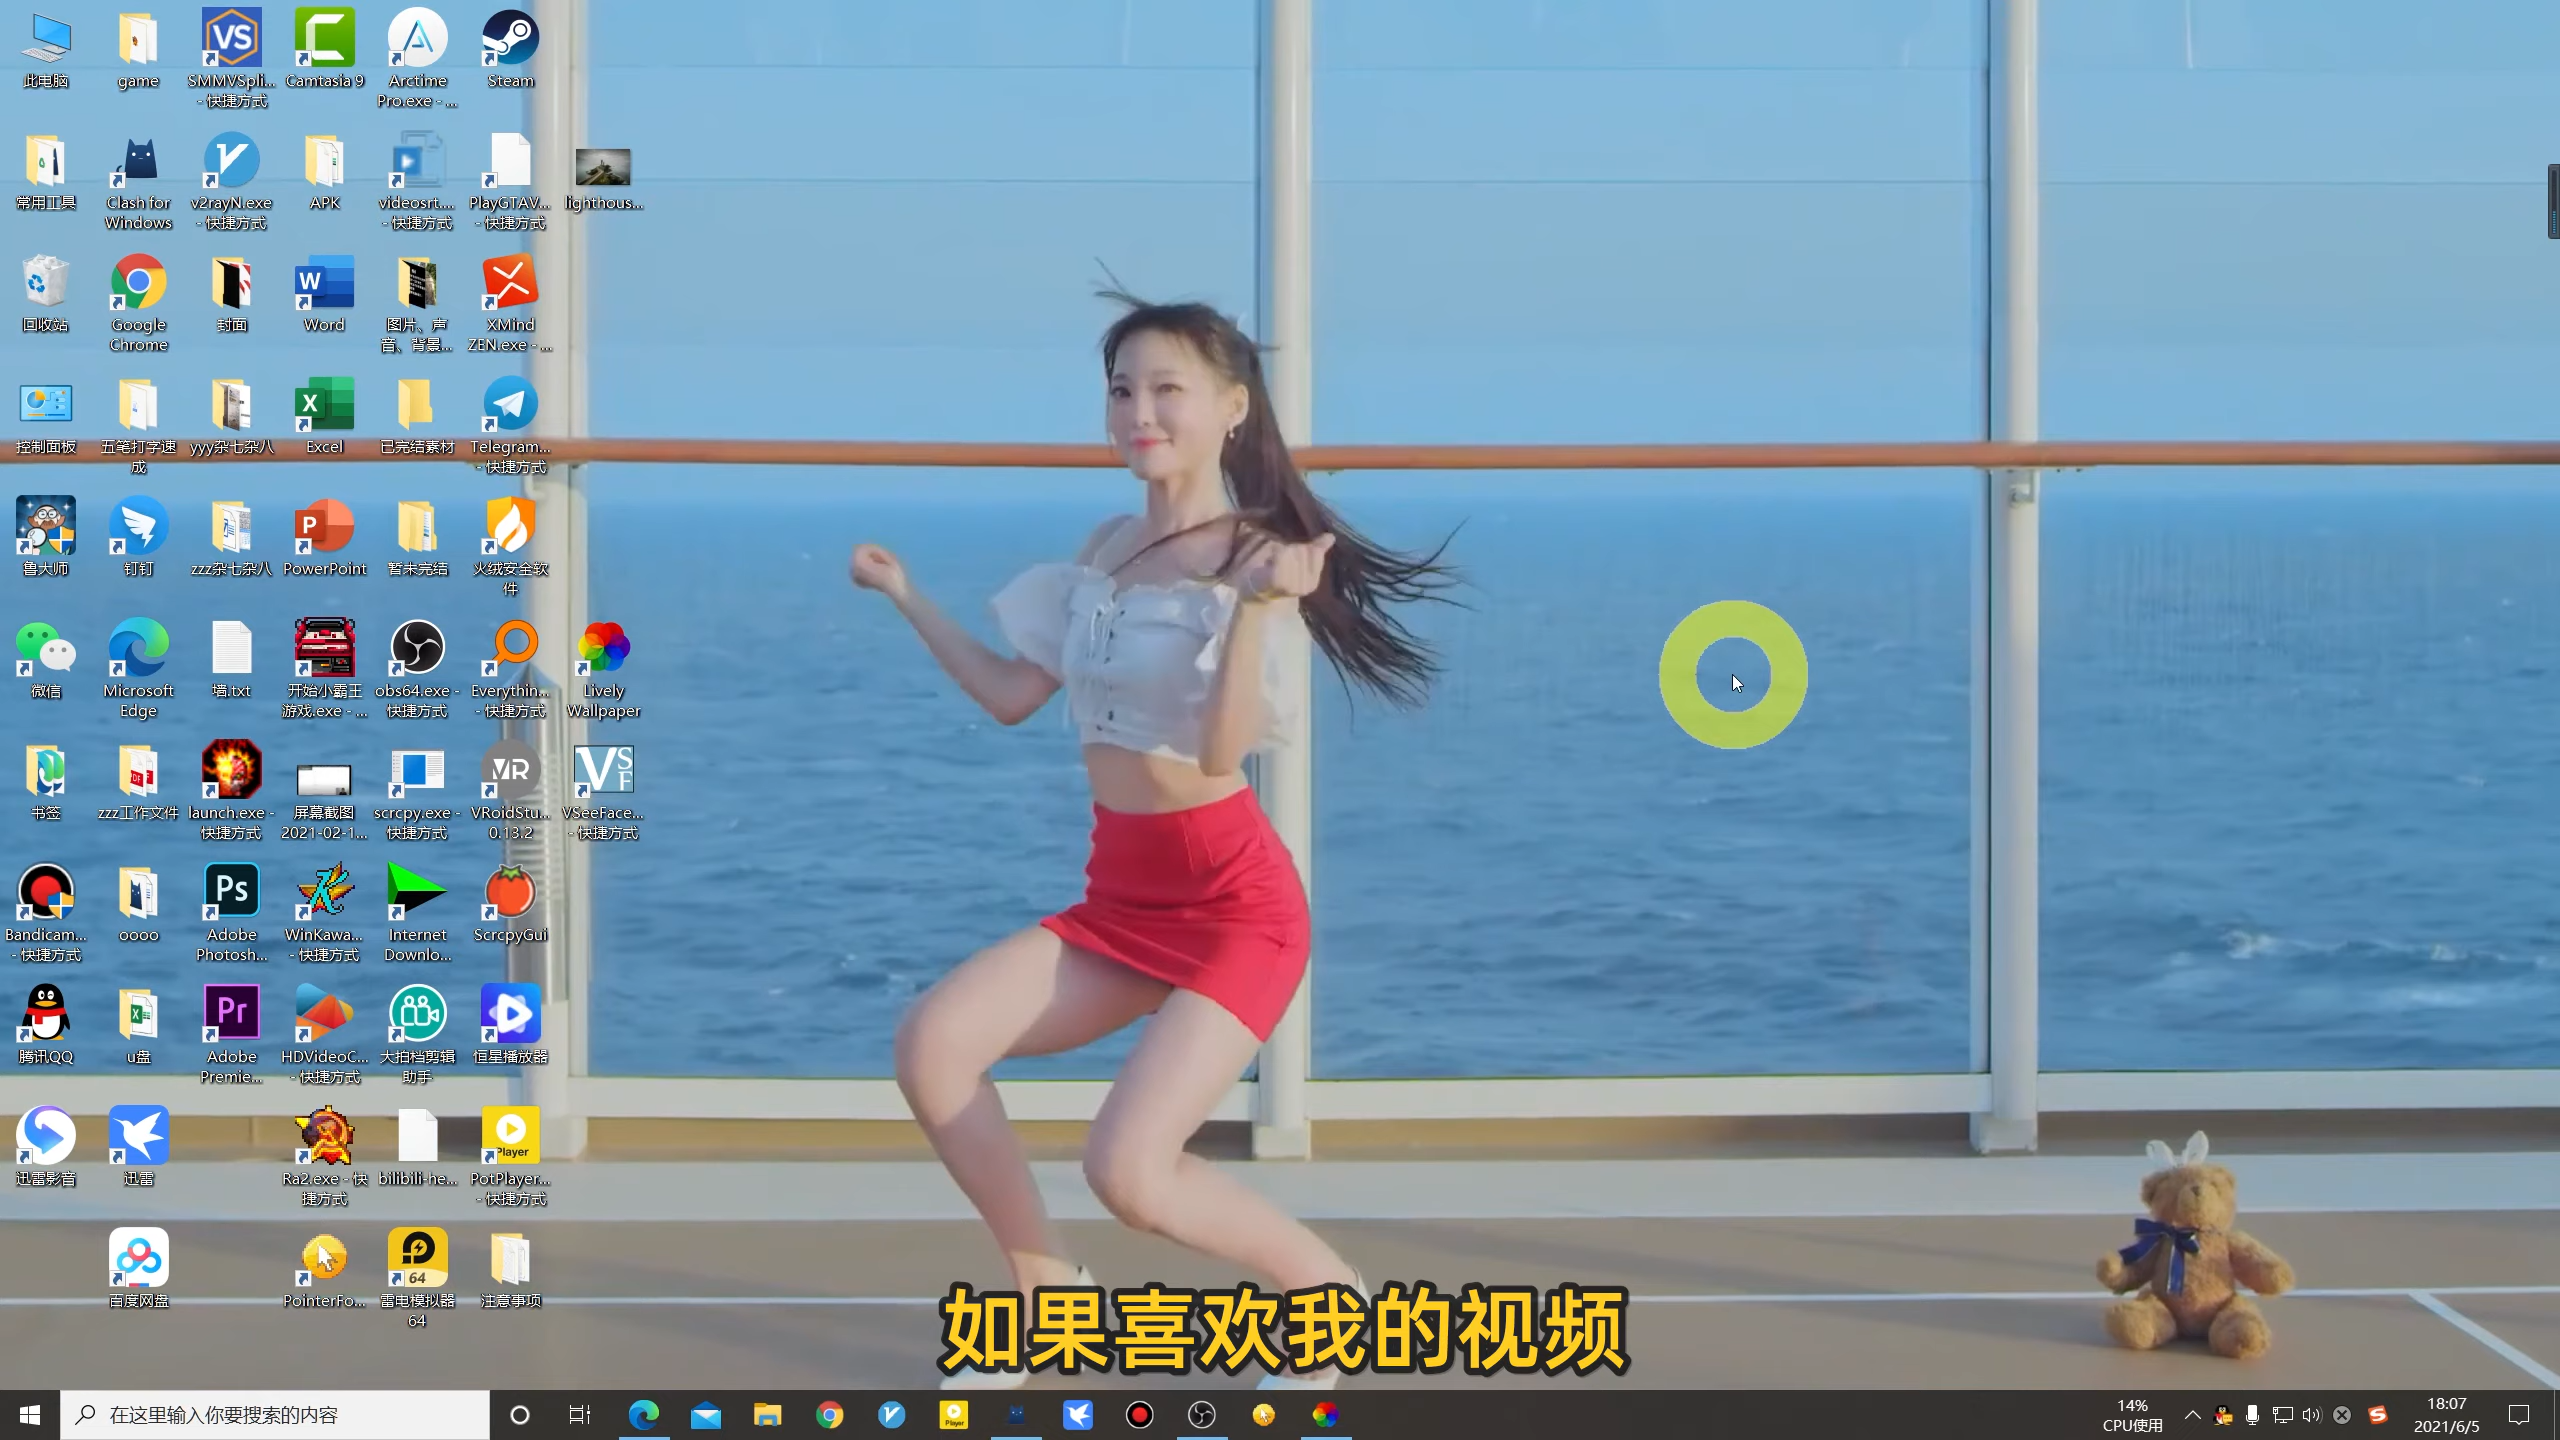 此电脑
game
SMMVSpli...
- 快捷方式
Camtasia 9
Arctime
Pro.exe - ...
Steam
常用工具
Clash for
Windows
v2rayN.exe
- 快捷方式
APK
videosrt....
- 快捷方式
PlayGTAV...
- 快捷方式
lighthous...
回收站
Google
Chrome
封面
Word
图片、声
音、背景...
XMind
ZEN.exe - ...
控制面板
五笔打字速
成
yyy杂七杂八
Excel
已完结素材
Telegram...
- 快捷方式
鲁大师
钉钉
zzz杂七杂八
PowerPoint
暂未完结
火绒安全软
件
微信
Microsoft
Edge
墙.txt
开始小霸王
游戏.exe - ...
obs64.exe -
快捷方式
Everythin...
- 快捷方式
Lively
Wallpaper
书签
zzz工作文件
launch.exe -
快捷方式
屏幕截图
2021-02-1...
scrcpy.exe -
快捷方式
VRoidStu...
0.13.2
VSeeFace...
- 快捷方式
Bandicam...
- 快捷方式
oooo
Adobe
Photosh...
WinKawa...
- 快捷方式
Internet
Downlo...
ScrcpyGui
腾讯QQ
u盘
Adobe
Premie...
HDVideoC...
- 快捷方式
大拍档剪辑
助手
恒星播放器
迅雷影音
迅雷
Ra2.exe - 快
捷方式
bilibili-he...
PotPlayer...
- 快捷方式
百度网盘
PointerFo...
雷电模拟器
64
注意事项
如果喜欢我的视频
在这里输入你要搜索的内容
14%
CPU使用
18:07
2021/6/5